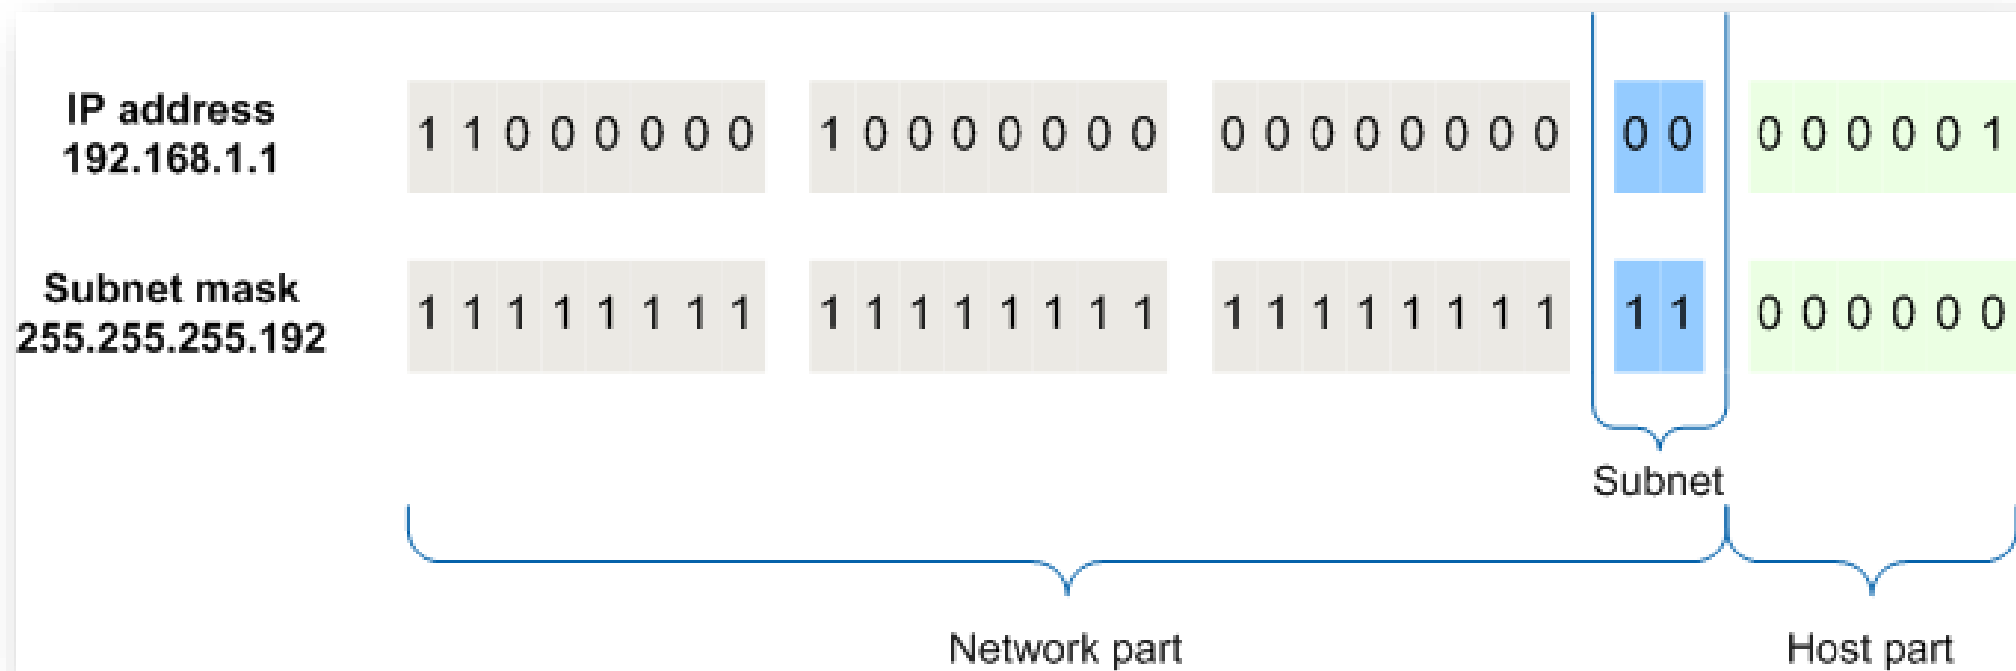 IP address
192.168.1.1
1 1 0 0 0 0 0 0 1 0 0 0 0 0 0 0 0 0 0 0 0 0 0 0 0 0 0 0 0 0 0 1
Subnet mask
255.255.255.192
1 1 1 1 1 1 1 1 1 1 1 1 1 1 1 1 1 1 1 1 1 1 1 1 1 1 0 0 0 0 0 0
Subnet
Network part
Host part